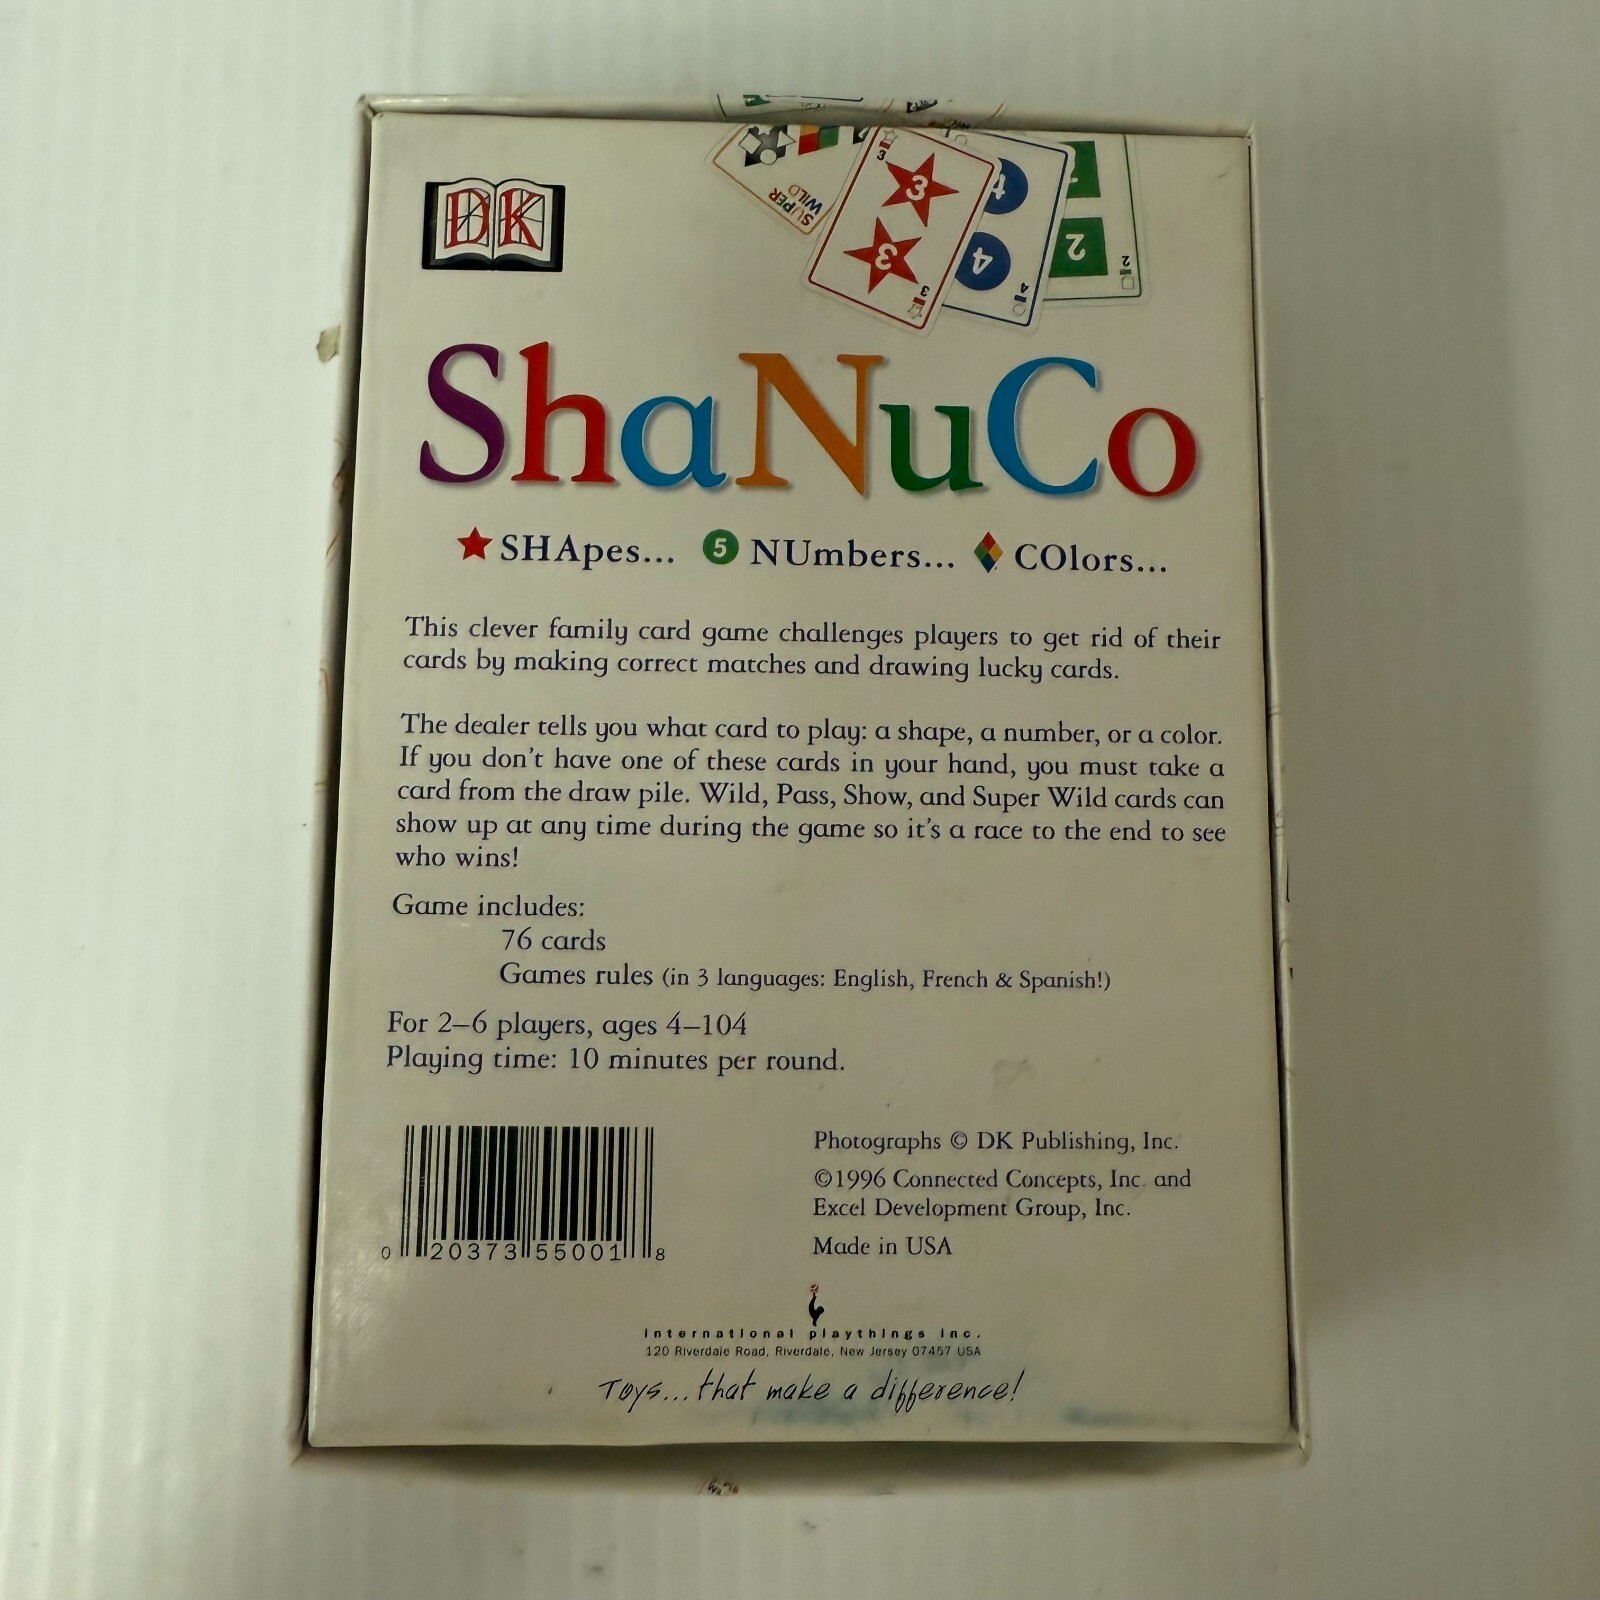 DK
SUPER
WILD
3
3
3
3
4
4
4
2
2
ShaNuCo
SHApes... 5 NUmbers... COlors...
This clever family card game challenges players to get rid of their
cards by making correct matches and drawing lucky cards.
The dealer tells you what card to play: a shape, a number, or a color.
If you don't have one of these cards in your hand, you must take a
card from the draw pile. Wild, Pass, Show, and Super Wild cards can
show up at any time during the game so it's a race to the end to see
who wins!
Game includes:
76 cards
Games rules (in 3 languages: English, French & Spanish!)
For 2–6 players, ages 4–104
Playing time: 10 minutes per round.
0 20373 55001 8
Photographs © DK Publishing, Inc.
©1996 Connected Concepts, Inc. and
Excel Development Group, Inc.
Made in USA
international playthings inc.
120 Riverdale Road, Riverdale, New Jersey 07457 USA
Toys...that make a difference!